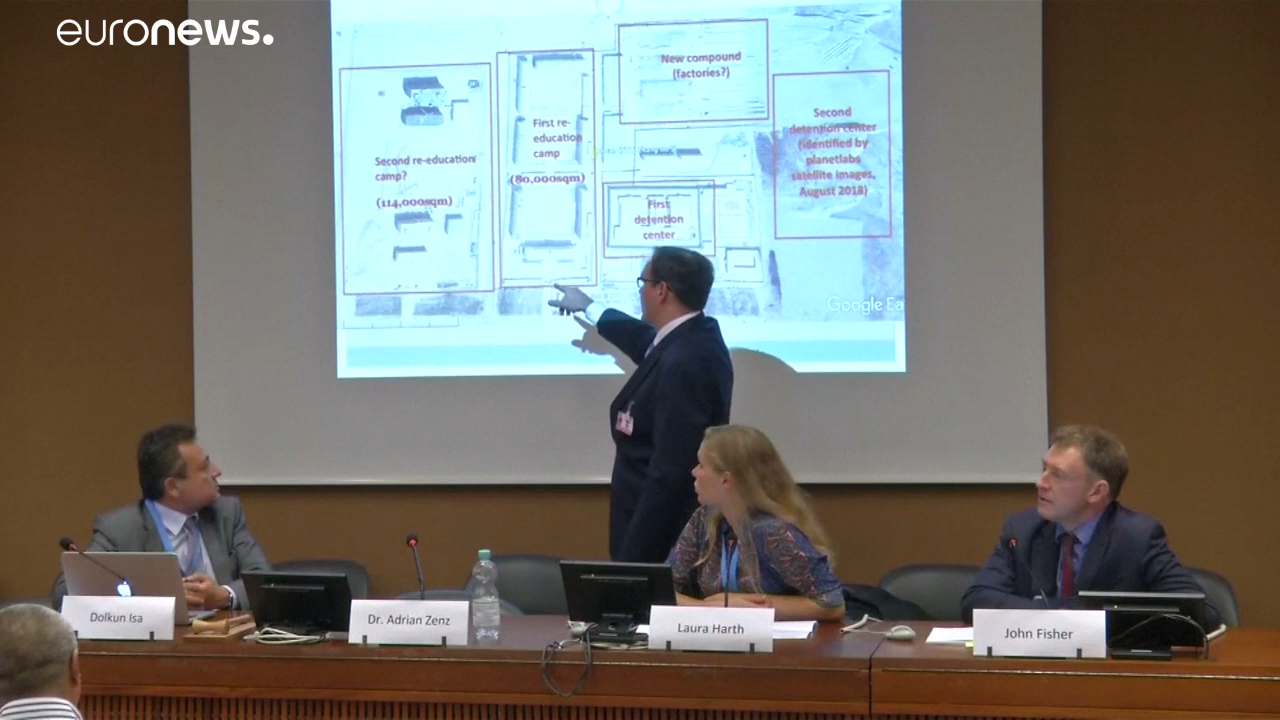 euronews.
New compound
(factories?)
Second re-education
camp?
(114,000sqm)
First re-
education
camp
(80,000sqm)
First
detention
center
Second
detention center
(identified by
planetlabs
satellite images,
August 2018)
Google Ea
Dolkun Isa
Dr. Adrian Zenz
Laura Harth
John Fisher